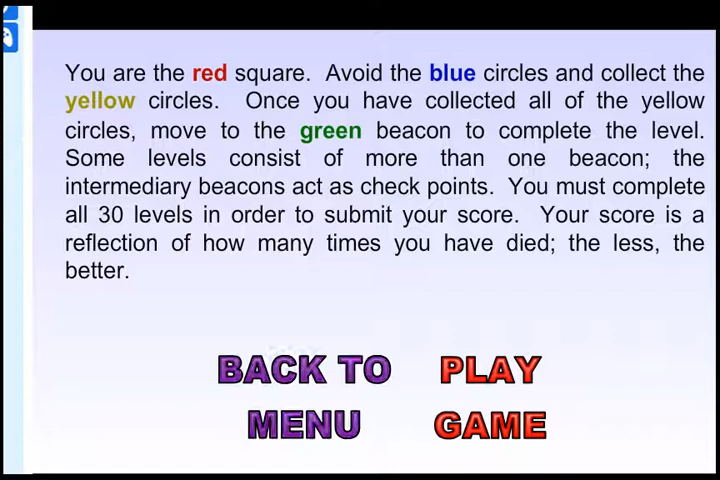 You are the red square.  Avoid the blue circles and collect the
yellow circles.  Once you have collected all of the yellow
circles, move to the green beacon to complete the level.
Some levels consist of more than one beacon; the
intermediary beacons act as check points.  You must complete
all 30 levels in order to submit your score.  Your score is a
reflection of how many times you have died; the less, the
better.
BACK TO MENU
PLAY GAME